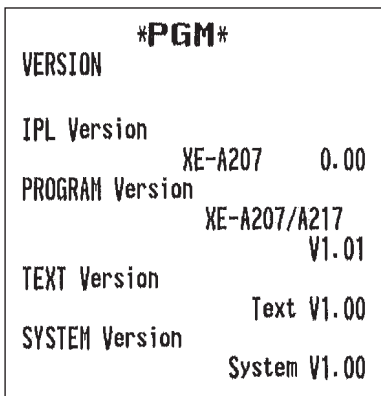 *PGM*
VERSION
IPL Version
XE-A207 0.00
PROGRAM Version
XE-A207/A217
V1.01
TEXT Version
Text V1.00
SYSTEM Version
System V1.00